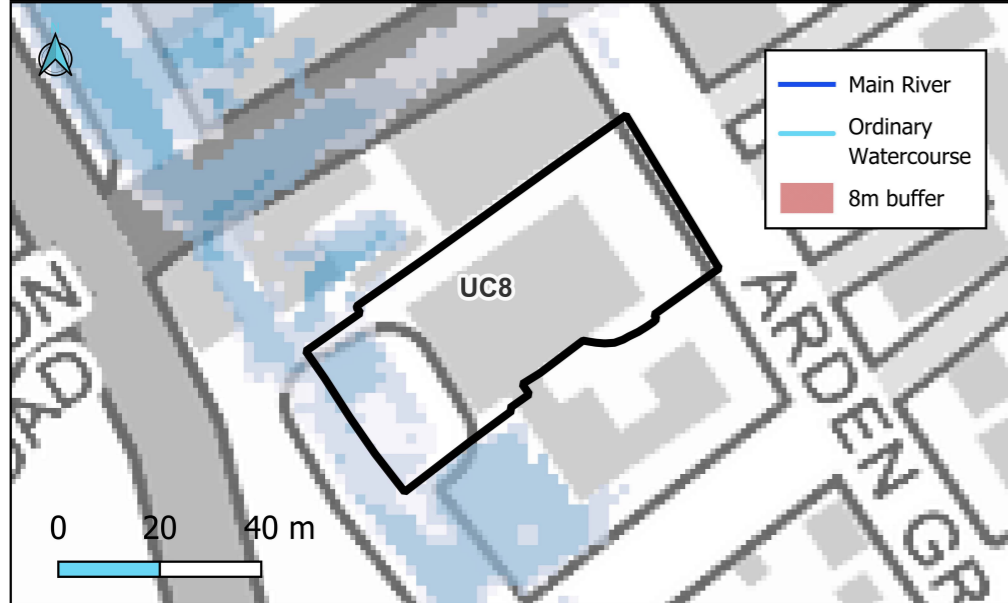 Main River
Ordinary
Watercourse
8m buffer
UC8
ARDEN GR
0 20 40 m